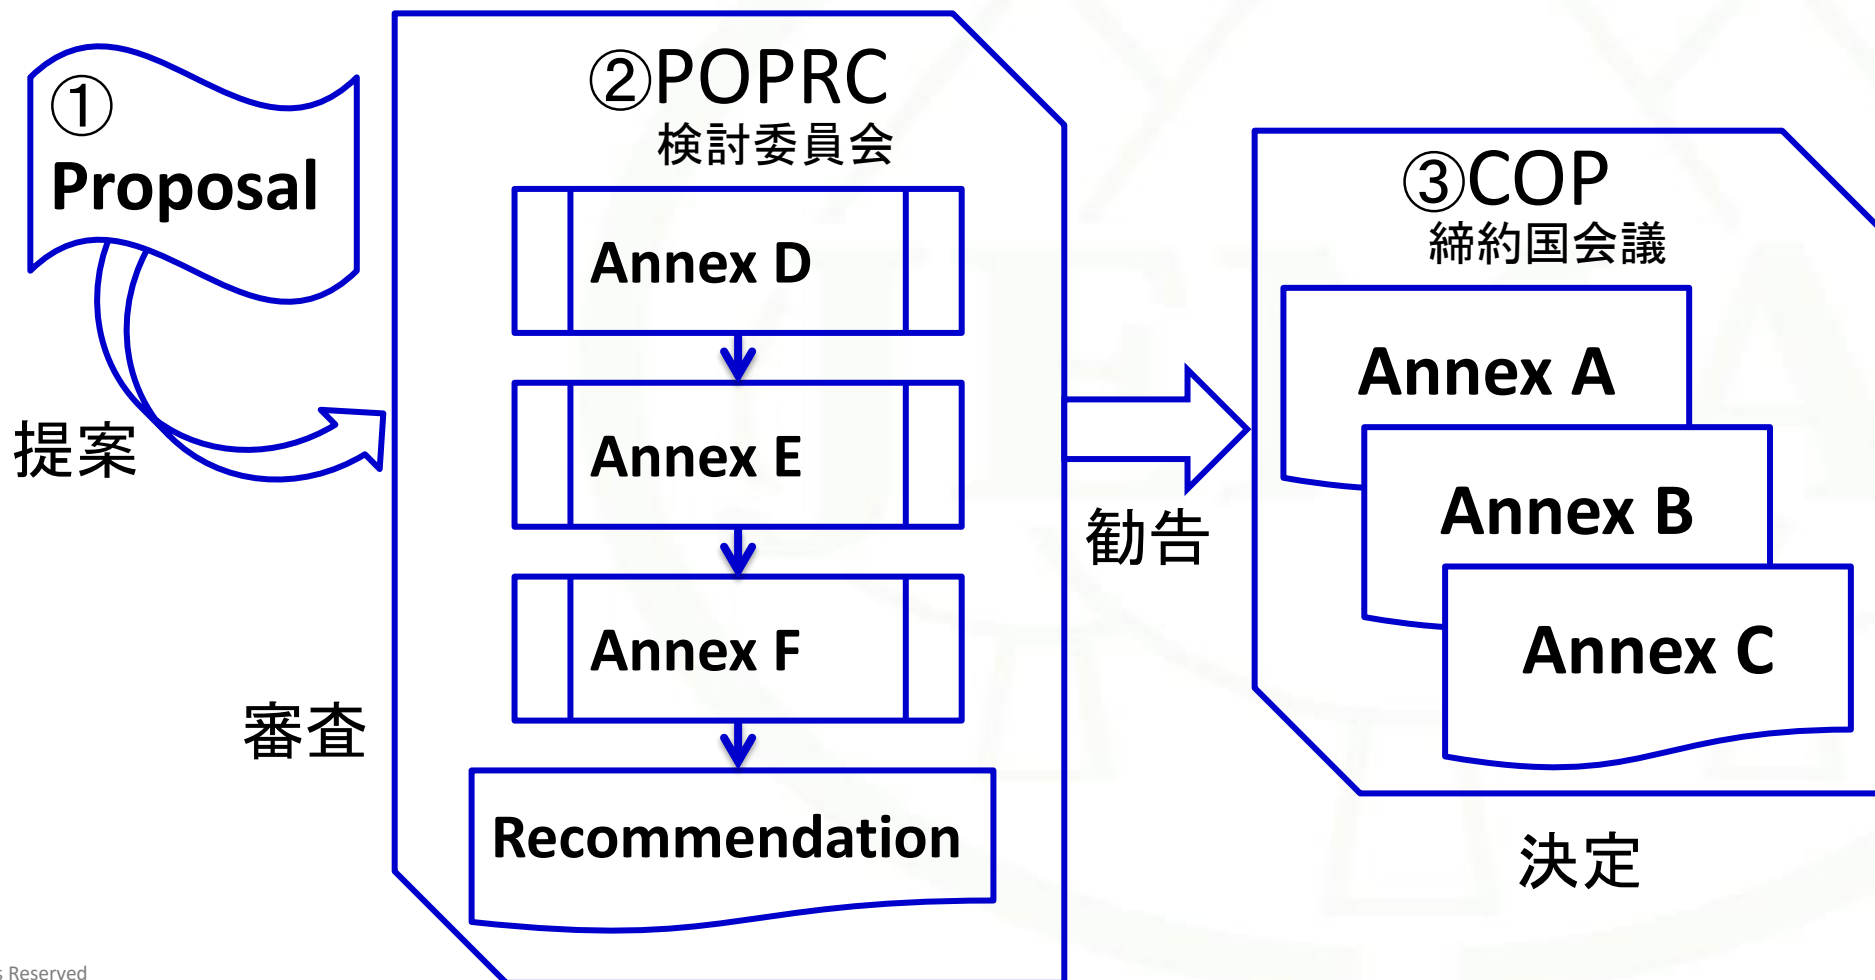 ①
Proposal
提案
②POPRC
検討委員会
Annex D
Annex E
Annex F
Recommendation
審査
勧告
③COP
締約国会議
Annex A
Annex B
Annex C
決定
s Reserved